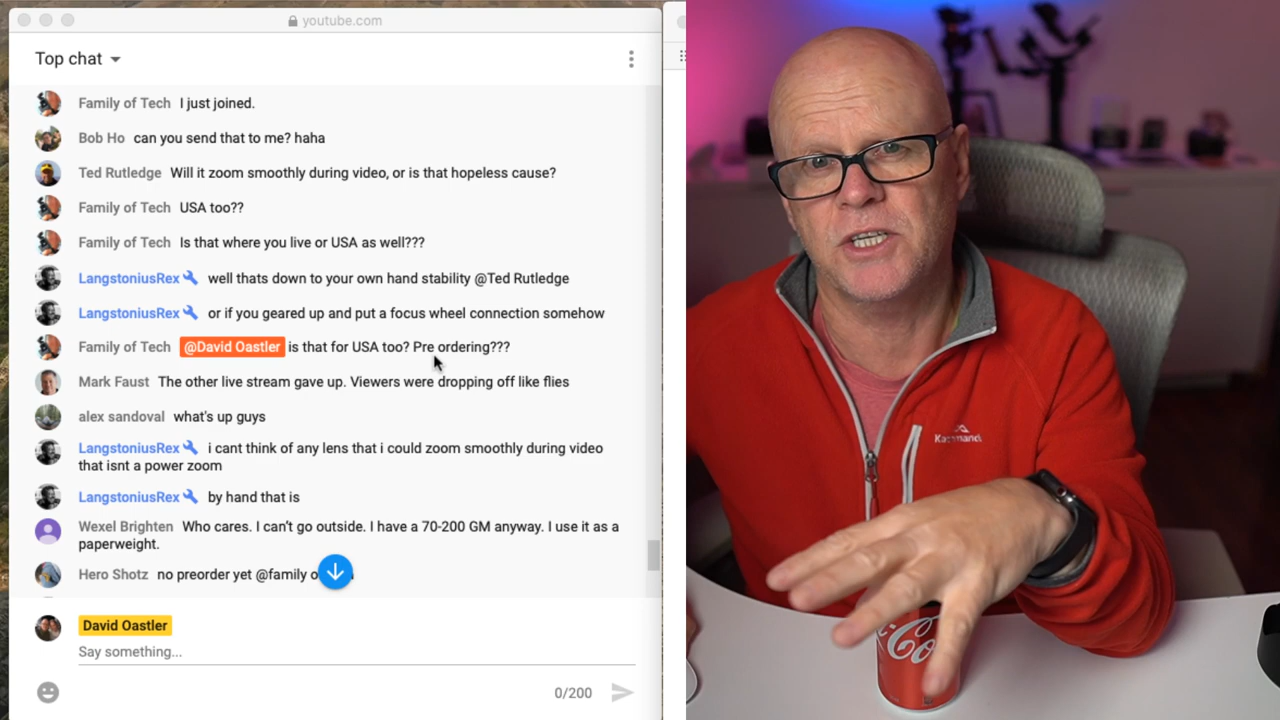 youtube.com
Top chat
Family of Tech I just joined.
Bob Ho can you send that to me? haha
Ted Rutledge Will it zoom smoothly during video, or is that hopeless cause?
Family of Tech USA too??
Family of Tech Is that where you live or USA as well???
LangstoniusRex well thats down to your own hand stability @Ted Rutledge
LangstoniusRex or if you geared up and put a focus wheel connection somehow
Family of Tech @David Oastler is that for USA too? Pre ordering???
Mark Faust The other live stream gave up. Viewers were dropping off like flies
alex sandoval what's up guys
LangstoniusRex i cant think of any lens that i could zoom smoothly during video
that isnt a power zoom
LangstoniusRex by hand that is
Wexel Brighten Who cares. I can't go outside. I have a 70-200 GM anyway. I use it as a
paperweight.
Hero Shotz no preorder yet @family
David Oastler
Say something...
0/200
Co